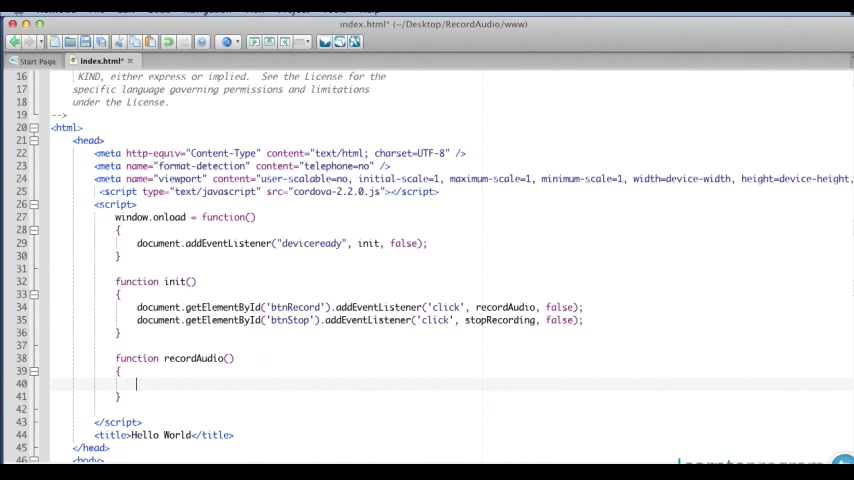 index.html* (~/Desktop/RecordAudio/www)
Start Page
index.html*
16 KIND, either express or implied.  See the License for the
17 specific language governing permissions and limitations
18 under the License.
19 -->
20 <html>
21 <head>
22 <meta http-equiv="Content-Type" content="text/html; charset=UTF-8" />
23 <meta name="format-detection" content="telephone=no" />
24 <meta name="viewport" content="user-scalable=no, initial-scale=1, maximum-scale=1, minimum-scale=1, width=device-width, height=device-height,
25 <script type="text/javascript" src="cordova-2.2.0.js"></script>
26 <script>
27 window.onload = function()
28 {
29 document.addEventListener("deviceready", init, false);
30 }
31
32 function init()
33 {
34 document.getElementById('btnRecord').addEventListener('click', recordAudio, false);
35 document.getElementById('btnStop').addEventListener('click', stopRecording, false);
36 }
37
38 function recordAudio()
39 {
40
41 }
42
43 </script>
44 <title>Hello World</title>
45 </head>
46 <body>